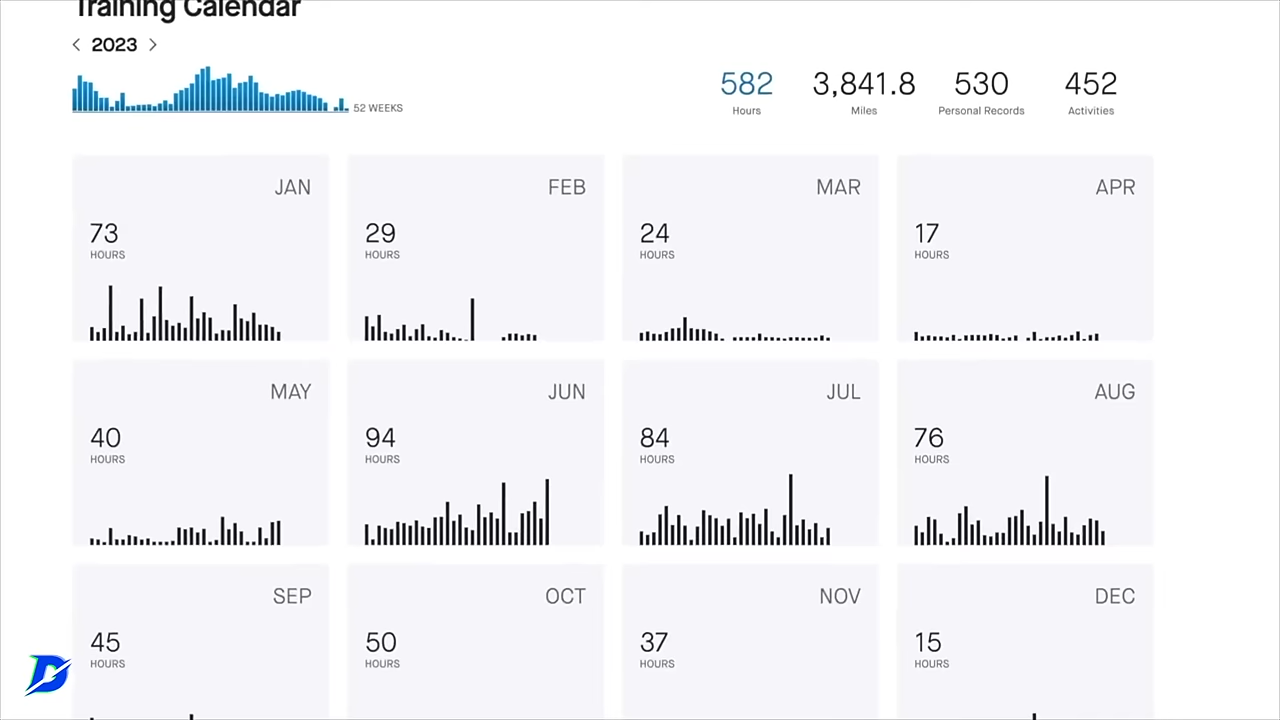 Training Calendar
2023
52 WEEKS
582 3,841.8 530 452
Hours Miles Personal Records Activities
JAN FEB MAR APR
73 29 24 17
HOURS HOURS HOURS HOURS
MAY JUN JUL AUG
40 94 84 76
HOURS HOURS HOURS HOURS
SEP OCT NOV DEC
45 50 37 15
HOURS HOURS HOURS HOURS